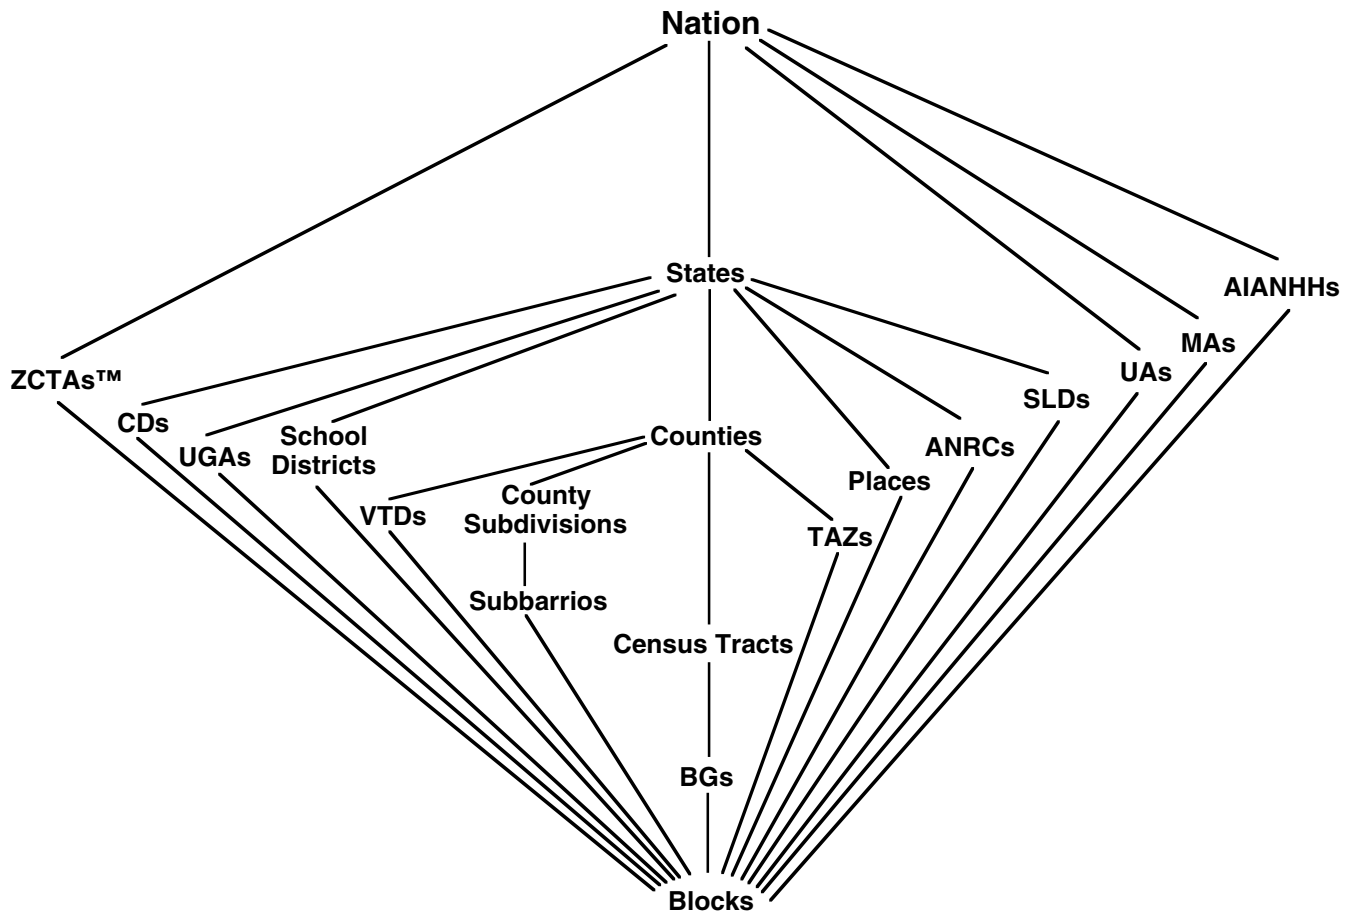 Nation
States
AIANHHs
MAs
UAs
ZCTAs™
SLDs
CDs
School
Districts
UGAs
Counties
ANRCs
Places
County
Subdivisions
VTDs
TAZs
Subbarrios
Census Tracts
BGs
Blocks